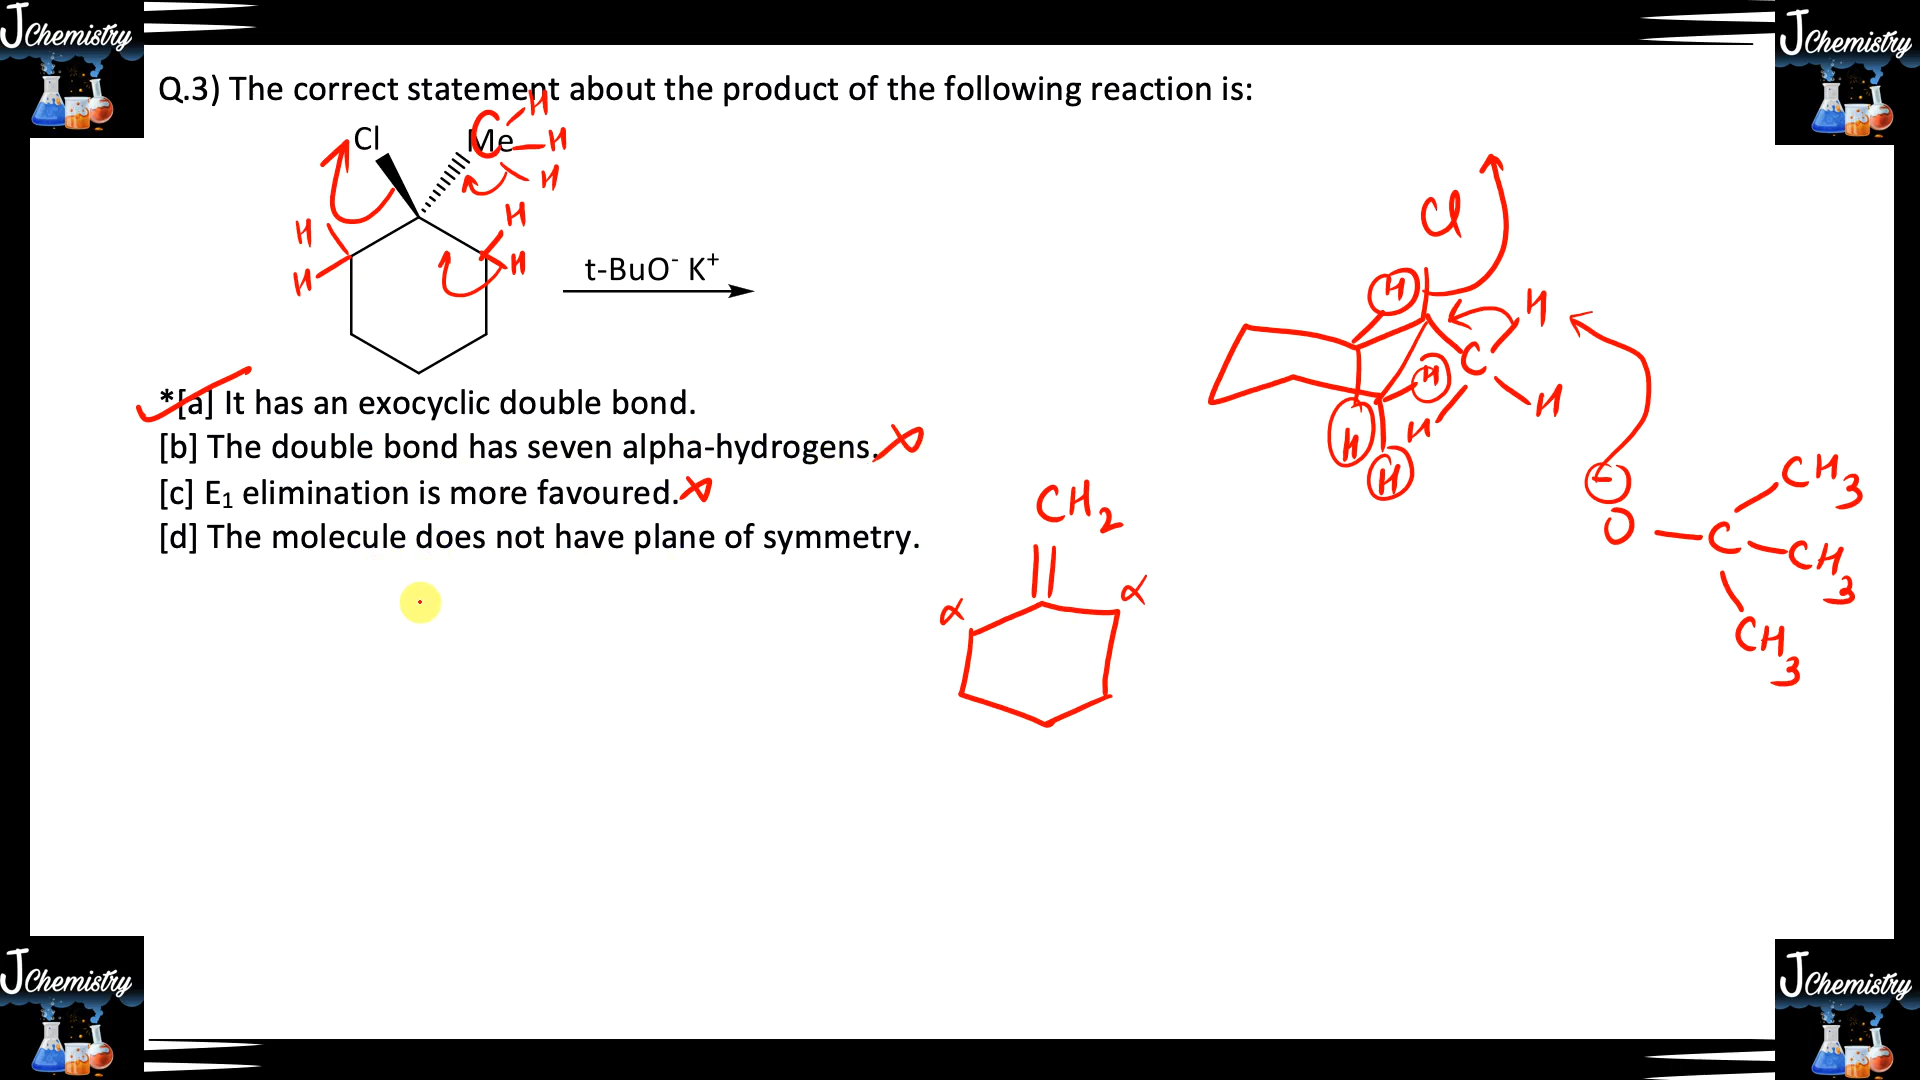 JChemistry
JChemistry
Q.3) The correct statement about the product of the following reaction is:
Cl
Me
C
H
H
H
H
H
H
H
t-BuO⁻ K⁺
*[a] It has an exocyclic double bond.
[b] The double bond has seven alpha-hydrogens.
[c] E₁ elimination is more favoured.
[d] The molecule does not have plane of symmetry.
Cl
H
H
C
H
H
H
H
H
CH₂
α
α
⊖
O
C
CH₃
CH₃
CH₃
JChemistry
JChemistry